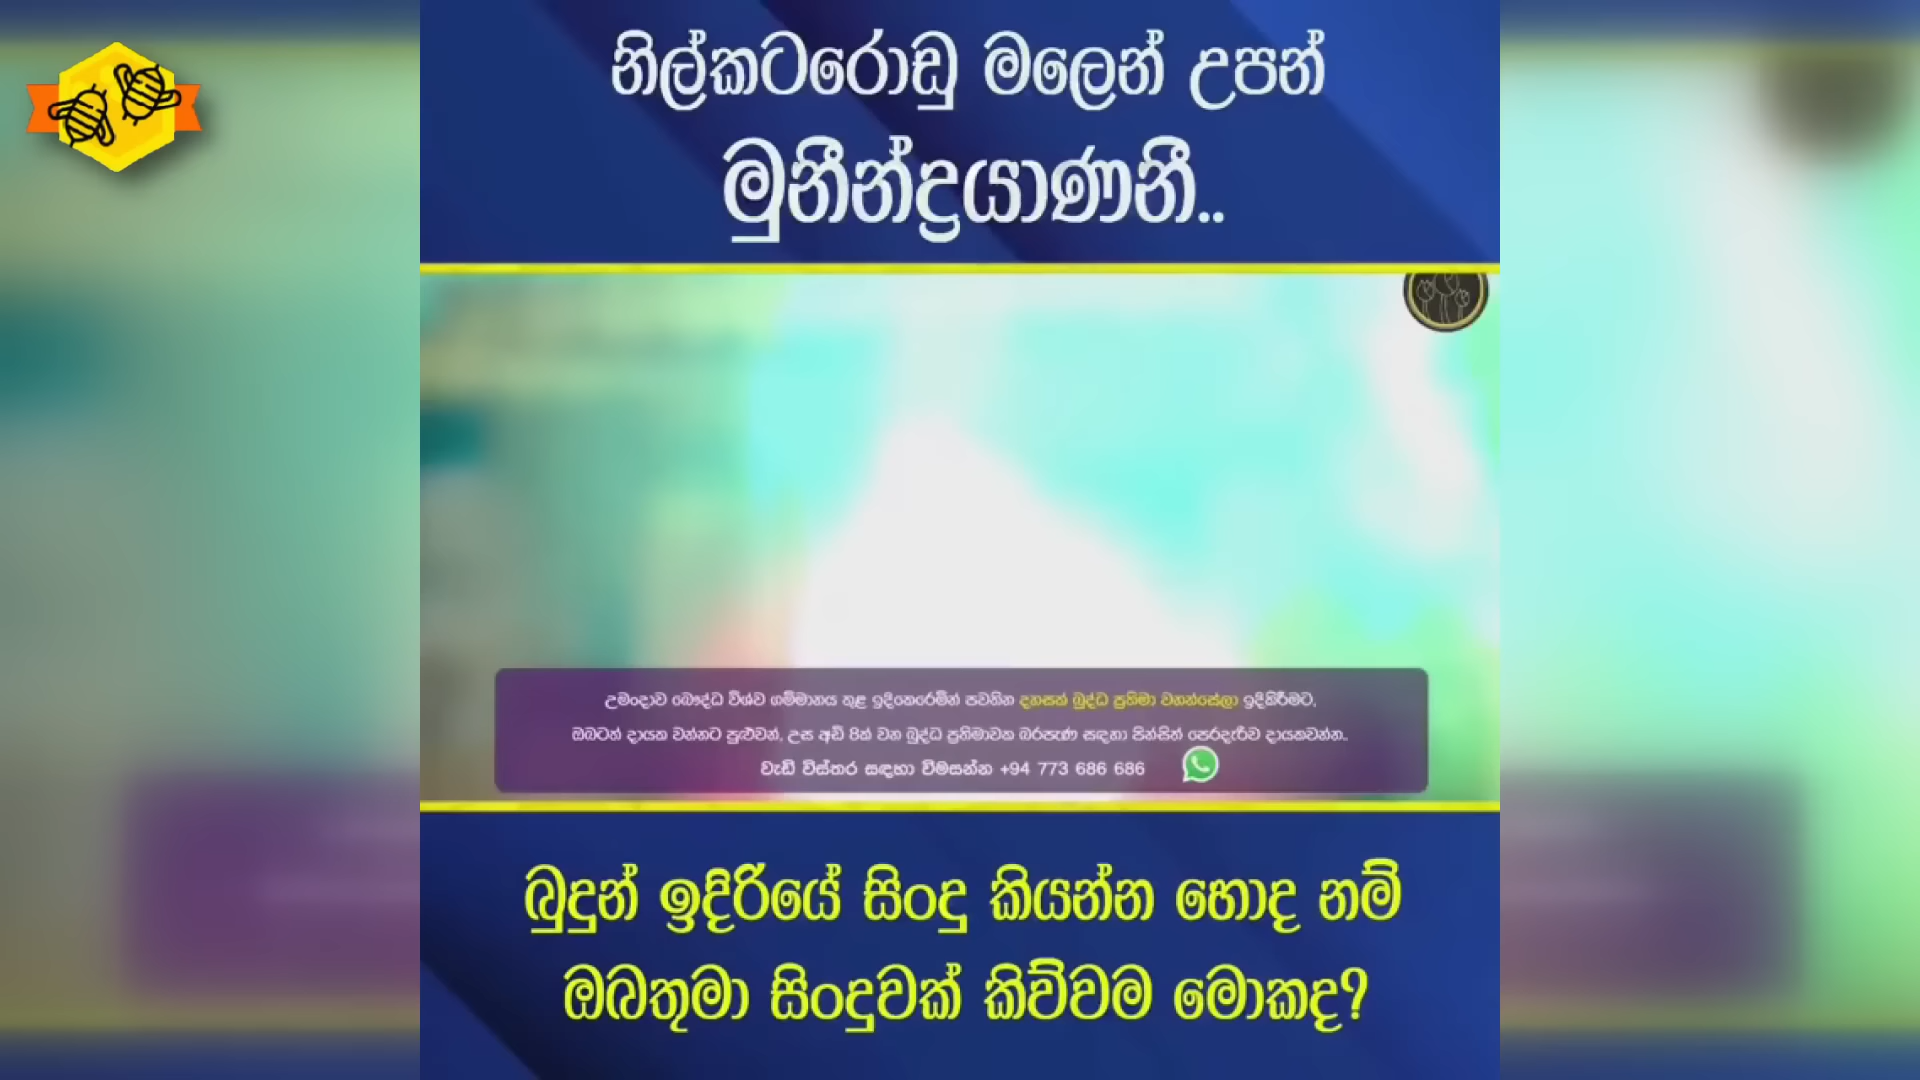 නිල්කටරොඩු මලෙන් උපන්
මුනින්ද්‍රයාණනී..
උමංදාව බෞද්ධ විශ්ව ගම්මානය තුළ ඉදිකෙරෙමින් පවතින දහසක් බුද්ධ ප්‍රතිමා වහන්සේලා ඉදිකිරීමට,
ඔබටත් දායක වන්නට පුළුවන්, උස අඩි 8ක් වන බුද්ධ ප්‍රතිමාවක බරපැණ සඳහා පින්සිත් පෙරදැරිව දායකවන්න..
වැඩි විස්තර සඳහා විමසන්න +94 773 686 686
බුදුන් ඉදිරියේ සිංදු කියන්න හොද නම්
ඔබතුමා සිංදුවක් කිව්වම මොකද?